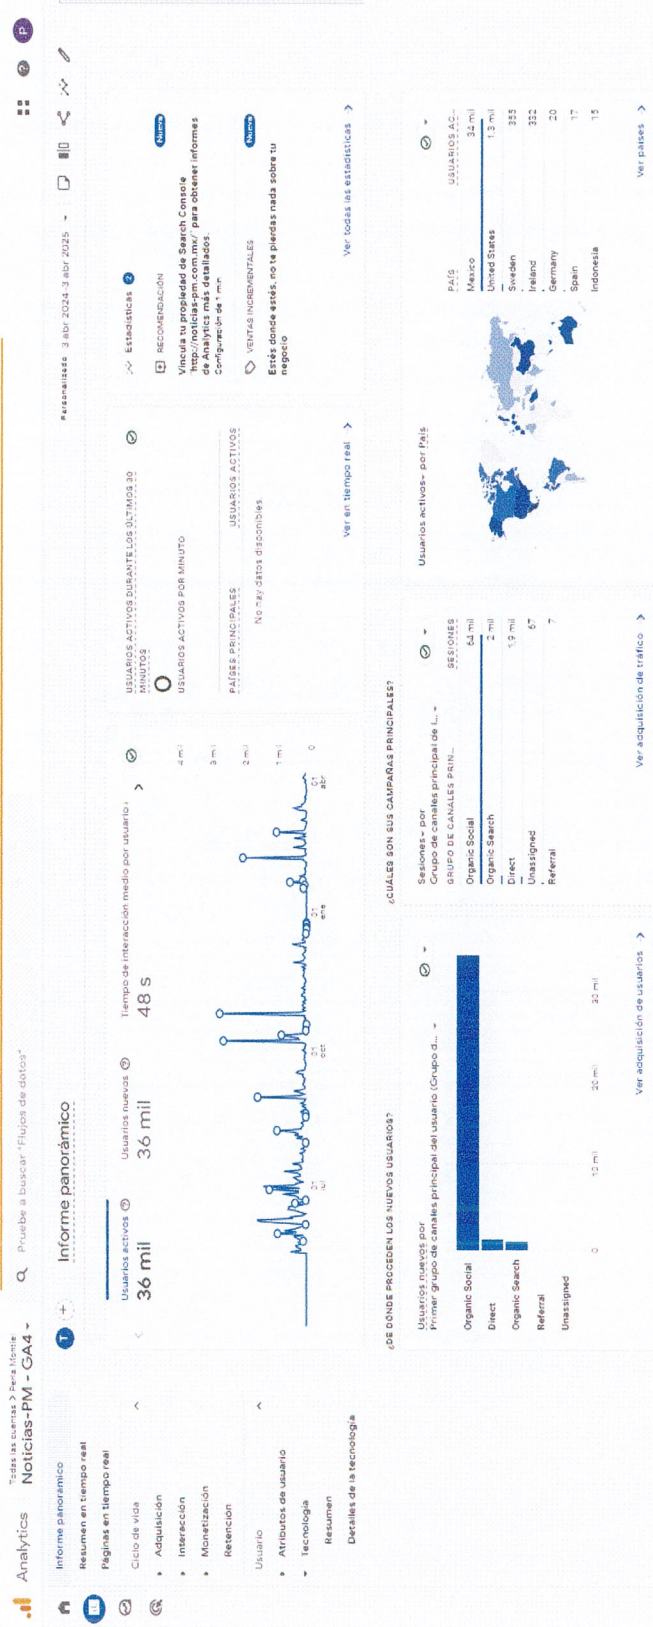 Analytics
Todas las cuentas > Perla Montie
Noticias-PM - GA4
Pruebe a buscar "Flujos de datos"
P
Informe panorámico
Resumen en tiempo real
Páginas en tiempo real
Ciclo de vida
Adquisición
Interacción
Monetización
Retención
Usuario
Atributos de usuario
Tecnología
Resumen
Detalles de la tecnología
T
+
Informe panorámico
Personalizado 3 abr 2024-3 abr 2025
Usuarios activos
36 mil
Usuarios nuevos
36 mil
Tiempo de interacción medio por usuario
48 s
4 mil
3 mil
2 mil
1 mil
0
01 jul
01 oct
01 ene
01 abr
USUARIOS ACTIVOS DURANTE LOS ÚLTIMOS 30
MINUTOS
0
USUARIOS ACTIVOS POR MINUTO
PAÍSES PRINCIPALES USUARIOS ACTIVOS
No hay datos disponibles
Ver en tiempo real
Estadísticas 2
RECOMENDACIÓN Nuevo
Vincula tu propiedad de Search Console
"http://noticias-pm.com.mx/" para obtener informes
de Analytics más detallados.
Configuración de 1 min
VENTAS INCREMENTALES Nuevo
Estés donde estés, no te pierdas nada sobre tu
negocio
Ver todas las estadísticas
¿DE DÓNDE PROCEDEN LOS NUEVOS USUARIOS?
Usuarios nuevos por
Primer grupo de canales principal del usuario (Grupo d...
Organic Social
Direct
Organic Search
Referral
Unassigned
0 10 mil 20 mil 30 mil
Ver adquisición de usuarios
¿CUÁLES SON SUS CAMPAÑAS PRINCIPALES?
Sesiones por
Grupo de canales principal de l...
GRUPO DE CANALES PRIN... SESIONES
Organic Social 64 mil
Organic Search 2 mil
Direct 1,9 mil
Unassigned 67
Referral 7
Ver adquisición de tráfico
Usuarios activos por País
PAÍS USUARIOS AC...
Mexico 34 mil
United States 1,3 mil
Sweden 355
Ireland 332
Germany 20
Spain 17
Indonesia 15
Ver países